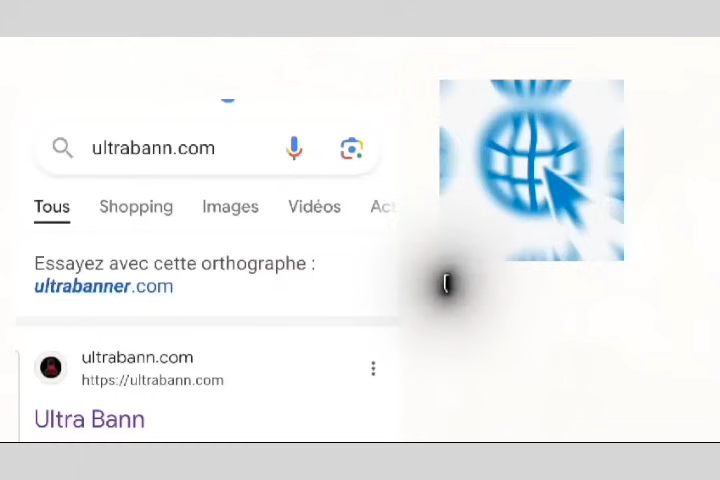 ultrabann.com
Tous Shopping Images Vidéos Act
Essayez avec cette orthographe :
ultrabanner.com
ultrabann.com
https://ultrabann.com
Ultra Bann